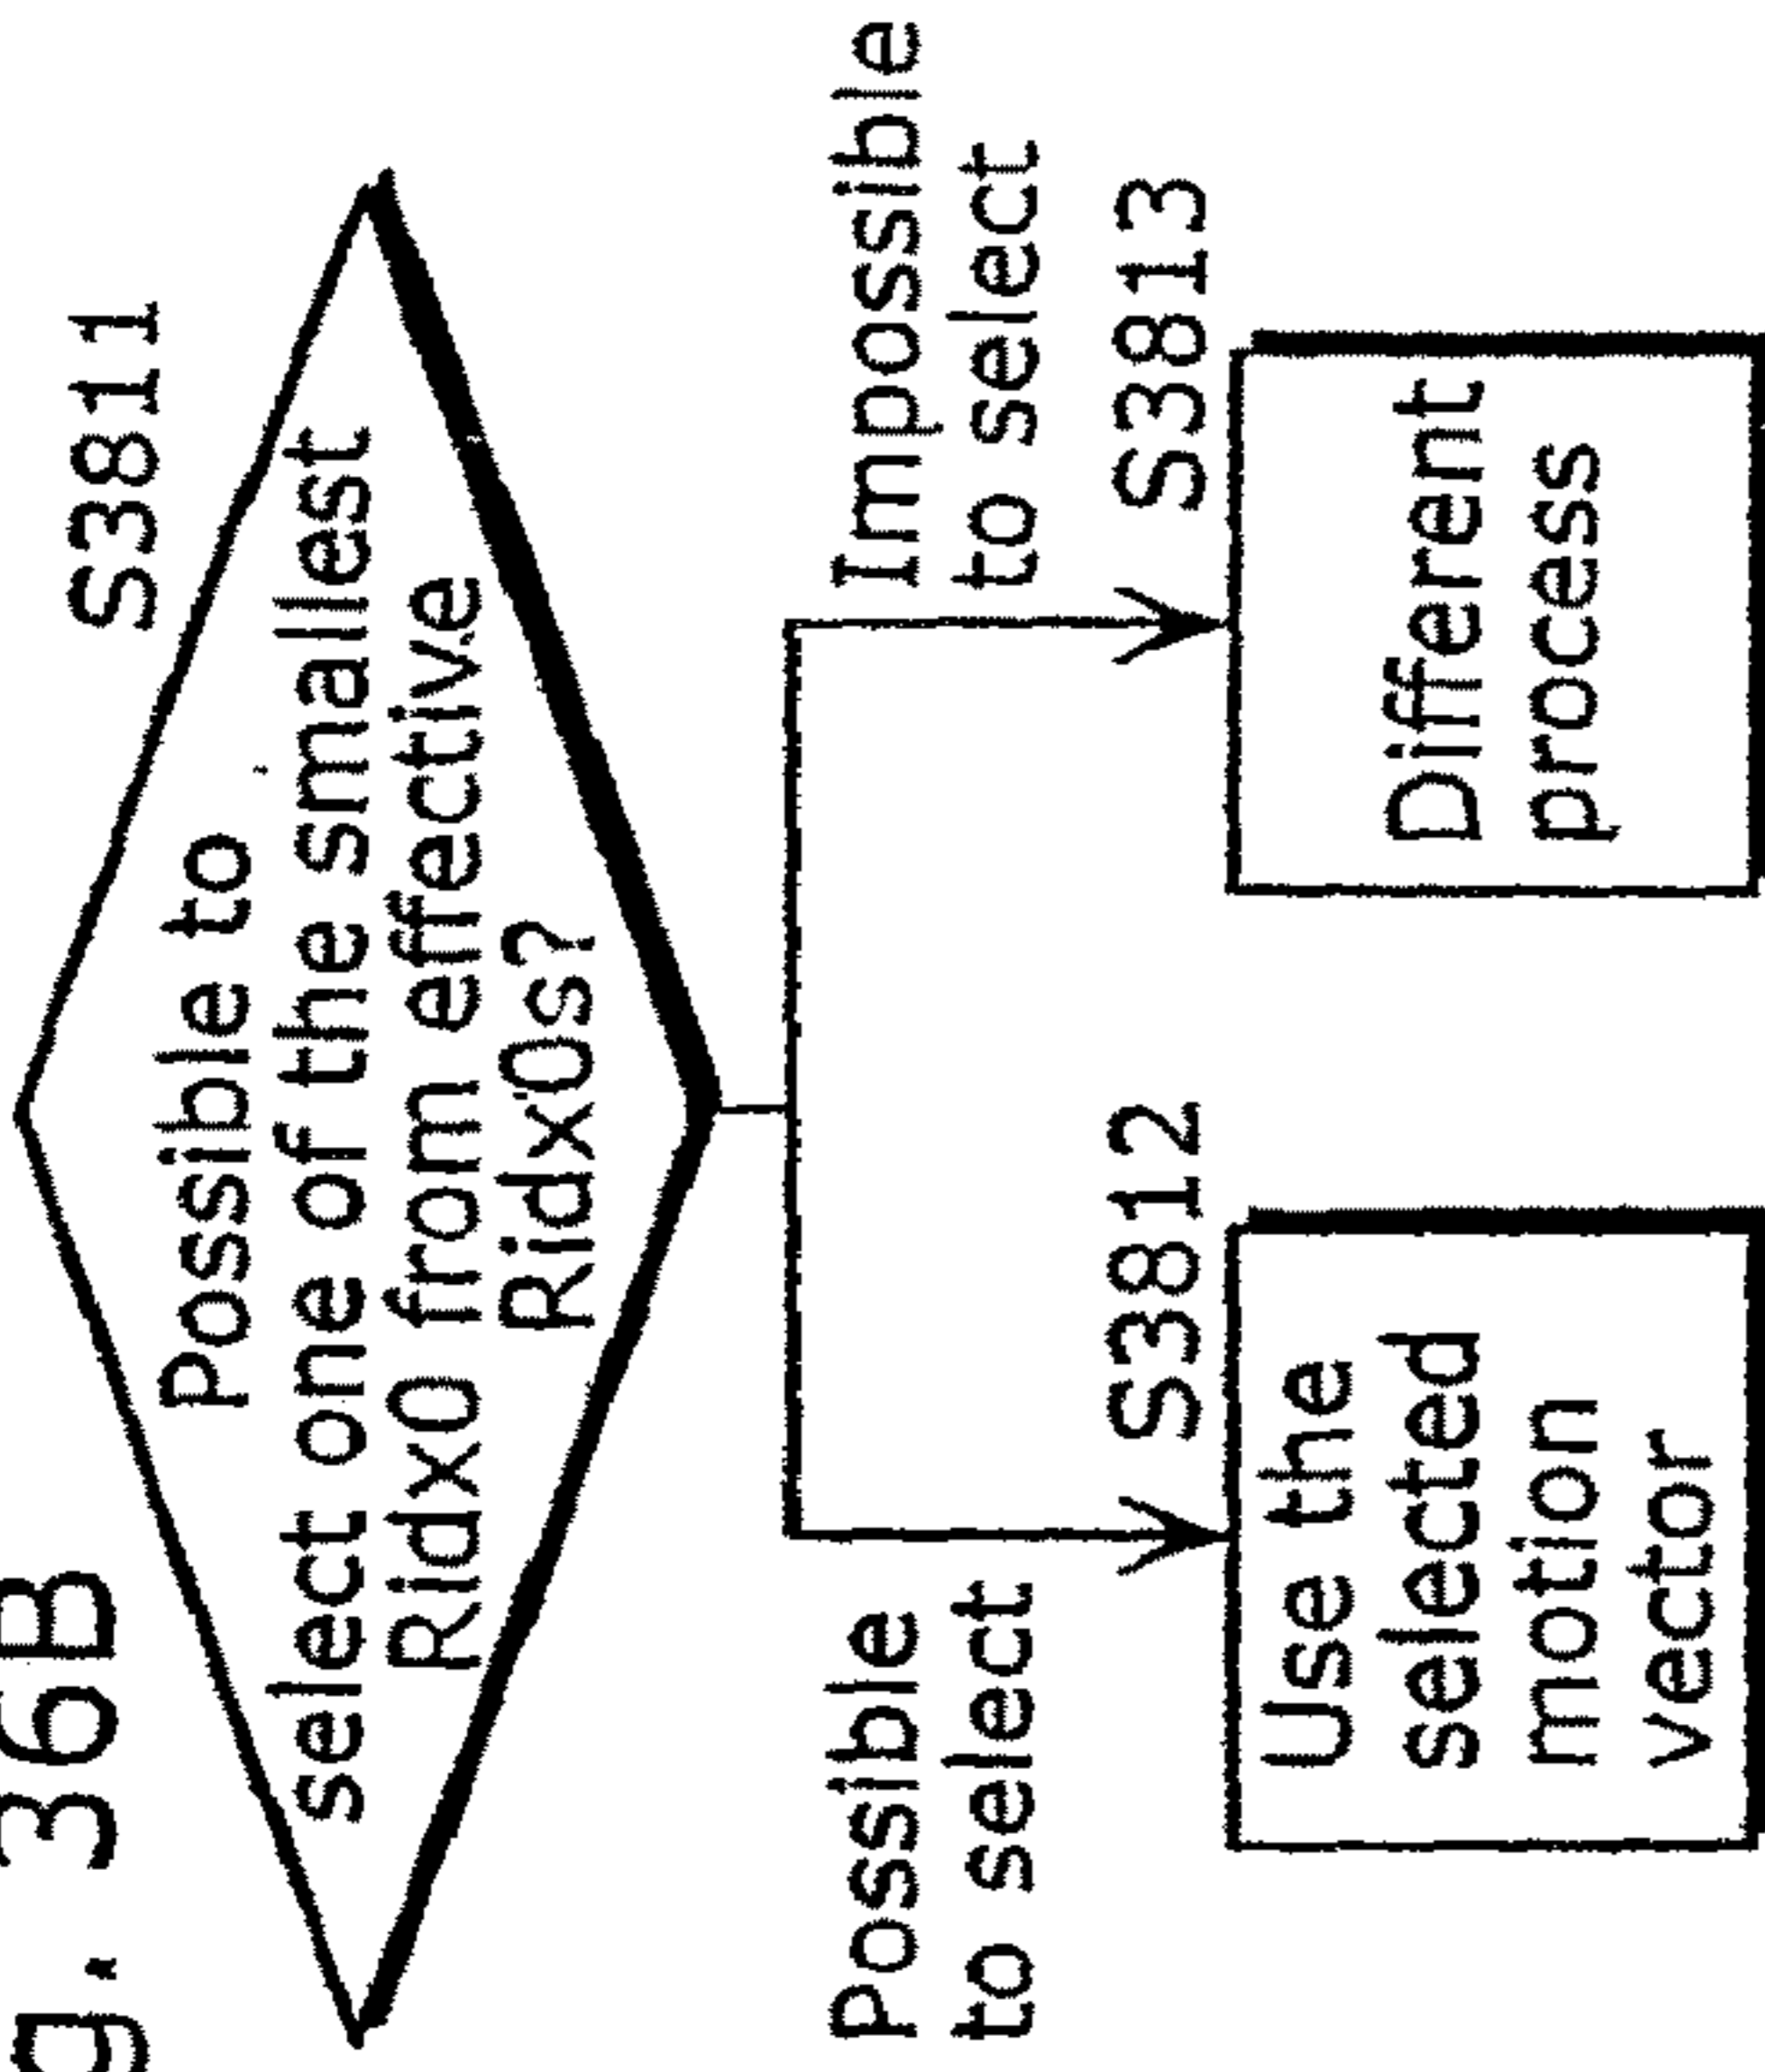 g. 36B
S3811
Possible to
select one of the smallest
Ridx0 from effective
Ridx0s?
Possible
to select
Impossible
to select
S3812
S3813
Use the
selected
motion
vector
Different
process